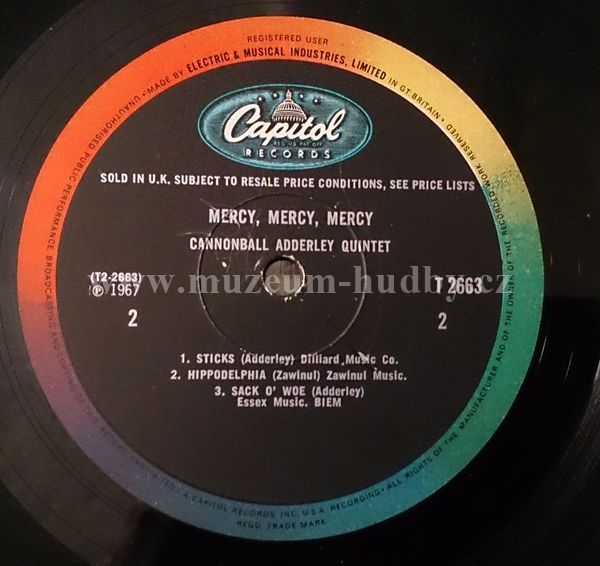 REGISTERED USER
· MADE BY ELECTRIC & MUSICAL INDUSTRIES, LIMITED IN GT. BRITAIN ·
UNAUTHORISED PUBLIC PERFORMANCE, BROADCASTING AND COPYING OF THIS RECORD PROHIBITED ·
ALL RIGHTS OF THE MANUFACTURER AND OF THE OWNER OF THE RECORDED WORK RESERVED
A CAPITOL RECORDS, INC., U.S.A. RECORDING
REGD. TRADE MARK
Capitol
REG. U.S. PAT. OFF.
RECORDS
SOLD IN U.K. SUBJECT TO RESALE PRICE CONDITIONS, SEE PRICE LISTS
MERCY, MERCY, MERCY
CANNONBALL ADDERLEY QUINTET
(T2-2663)
℗ 1967
2
T 2663
2
www.muzeum-hudby.cz
1. STICKS (Adderley) Dilliard Music Co.
2. HIPPODELPHIA (Zawinul) Zawinul Music.
3. SACK O' WOE (Adderley)
Essex Music. BIEM